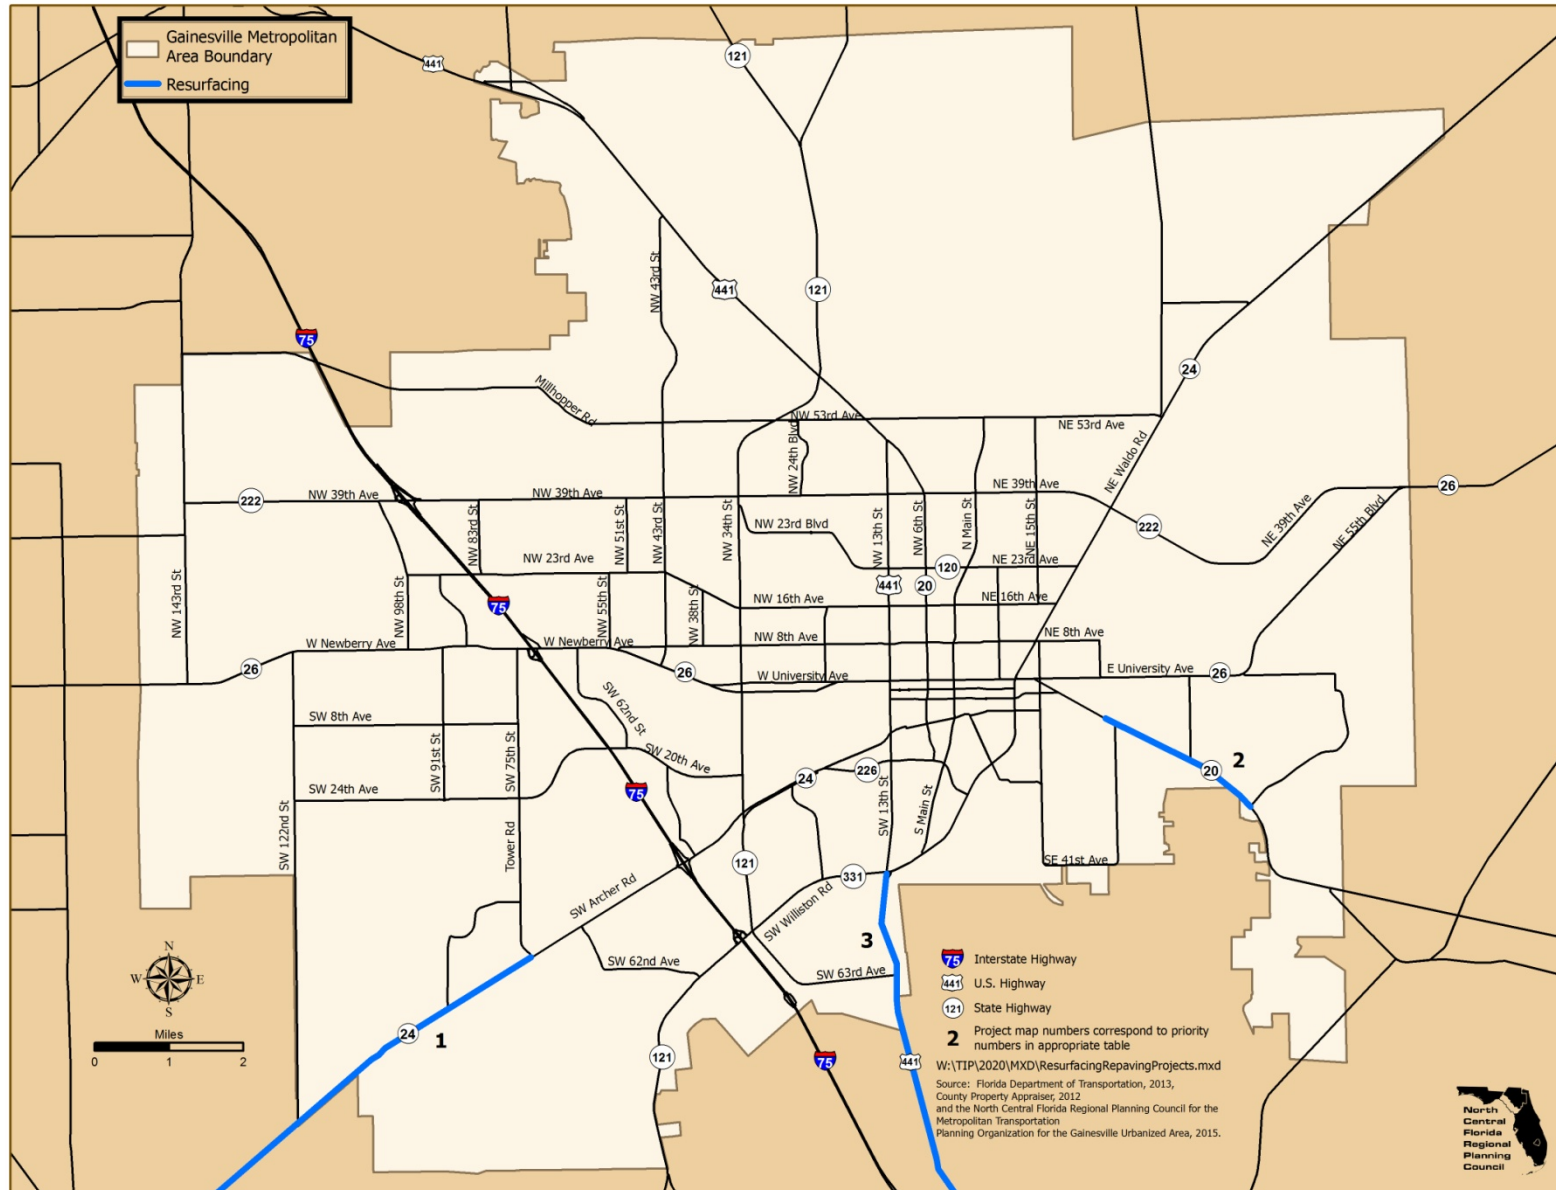 Gainesville Metropolitan
Area Boundary
Resurfacing
441
121
75
NW 43rd St
441
121
24
Millhopper Rd
NW 53rd Ave
NE 53rd Ave
NW 24th Blvd
NE Waldo Rd
222
NW 39th Ave
NW 39th Ave
NE 39th Ave
26
NE 39th Ave
NE 55th Blvd
222
NW 83rd St
NW 51st St
NW 43rd St
NW 34th St
NW 23rd Blvd
NW 13th St
NW 6th St
N Main St
NE 15th St
NW 23rd Ave
120
NE 23rd Ave
NW 143rd St
NW 98th St
75
NW 55th St
NW 38th St
NW 16th Ave
441
20
NE 16th Ave
W Newberry Ave
W Newberry Ave
NW 8th Ave
NE 8th Ave
26
26
W University Ave
E University Ave
26
SW 8th Ave
SW 91st St
SW 75th St
SW 62nd St
SW 20th Ave
SW 24th Ave
75
24
226
20
2
SW 122nd St
Tower Rd
SW 13th St
S Main St
121
331
SE 41st Ave
SW Archer Rd
SW Williston Rd
3
SW 62nd Ave
SW 63rd Ave
24
1
121
75
441
N
W
E
S
Miles
0
1
2
75
Interstate Highway
441
U.S. Highway
121
State Highway
2
Project map numbers correspond to priority
numbers in appropriate table
W:\TIP\2020\MXD\ResurfacingRepavingProjects.mxd
Source: Florida Department of Transportation, 2013,
County Property Appraiser, 2012
and the North Central Florida Regional Planning Council for the
Metropolitan Transportation
Planning Organization for the Gainesville Urbanized Area, 2015.
North
Central
Florida
Regional
Planning
Council